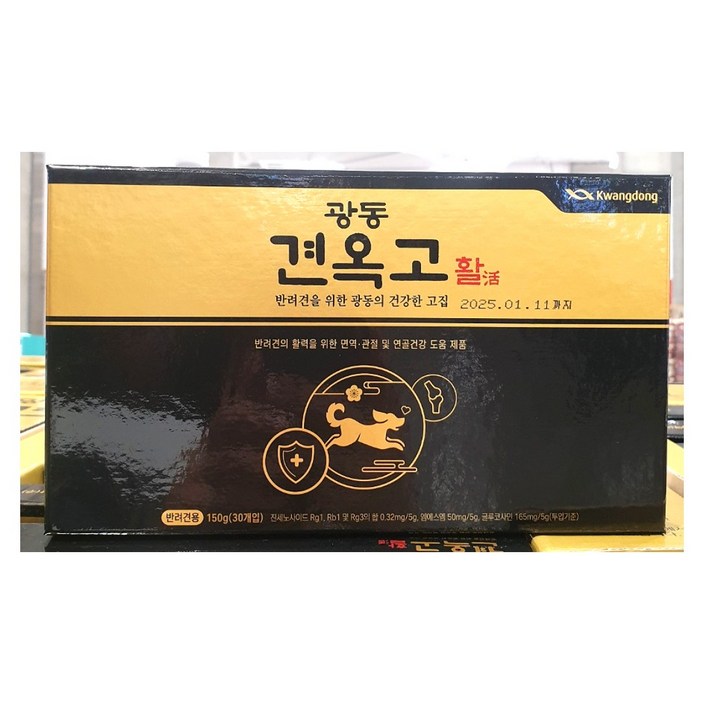 Kwangdong
광동
견옥고 활活
반려견을 위한 광동의 건강한 고집 2025.01.11까지
반려견의 활력을 위한 면역·관절 및 연골건강 도움 제품
반려견용 150g(30개입) 진세노사이드 Rg1, Rb1 및 Rg3의 합 0.32mg/5g, 엠에스엠 50mg/5g, 글루코사민 165mg/5g(투입기준)